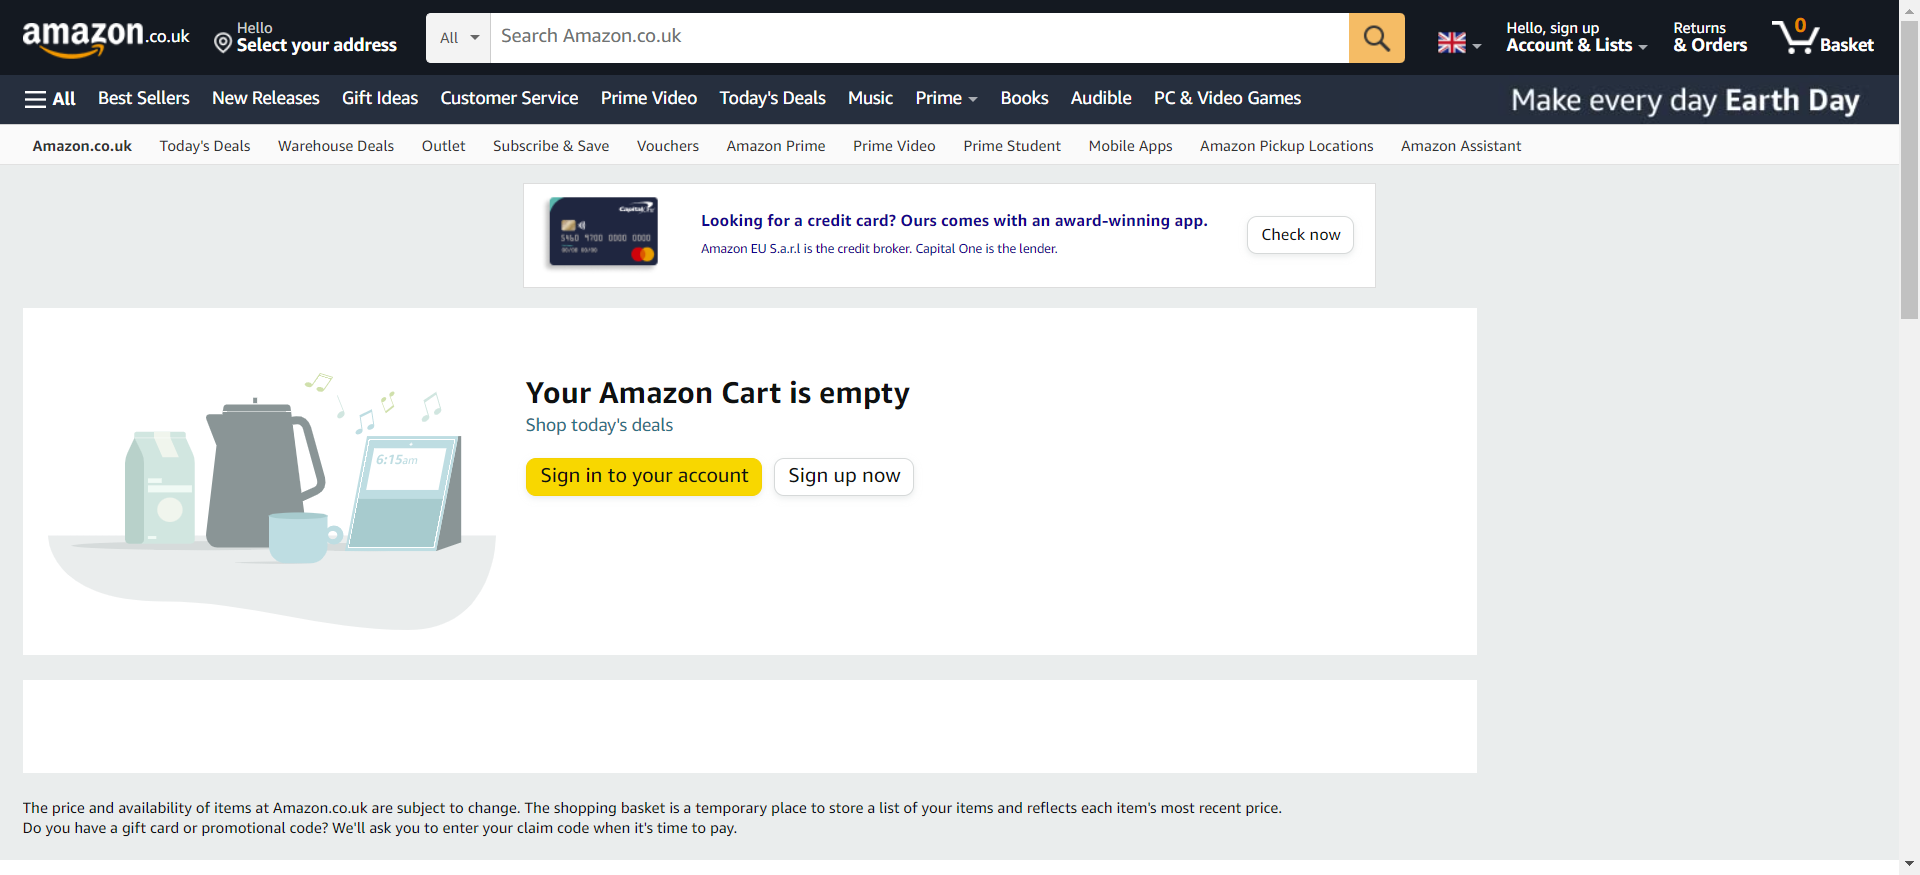 amazon.co.uk
Hello
Select your address
All
Search Amazon.co.uk
Hello, sign up
Account & Lists
Returns
& Orders
0
Basket
All
Best Sellers
New Releases
Gift Ideas
Customer Service
Prime Video
Today's Deals
Music
Prime
Books
Audible
PC & Video Games
Make every day Earth Day
Amazon.co.uk
Today's Deals
Warehouse Deals
Outlet
Subscribe & Save
Vouchers
Amazon Prime
Prime Video
Prime Student
Mobile Apps
Amazon Pickup Locations
Amazon Assistant
CapitalOne
5460 9700 0000 0000
Looking for a credit card? Ours comes with an award-winning app.
Amazon EU S.a.r.l is the credit broker. Capital One is the lender.
Check now
6:15am
Your Amazon Cart is empty
Shop today's deals
Sign in to your account
Sign up now
The price and availability of items at Amazon.co.uk are subject to change. The shopping basket is a temporary place to store a list of your items and reflects each item's most recent price.
Do you have a gift card or promotional code? We'll ask you to enter your claim code when it's time to pay.